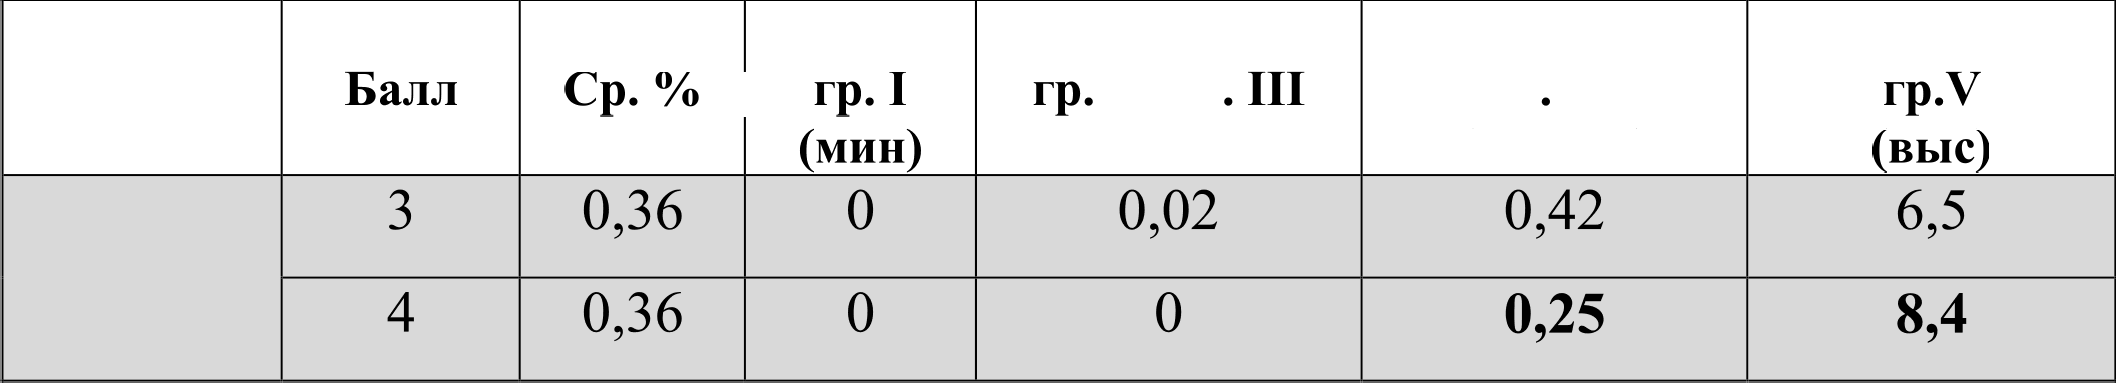 Балл Ср. % гр. I гр. . III . гр.V
(мин) (выс)
3 0,36 0 0,02 0,42 6,5
4 0,36 0 0 0,25 8,4